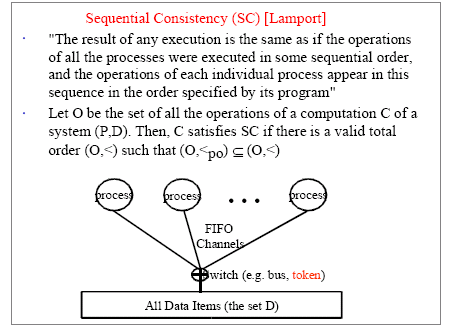 Sequential Consistency (SC) [Lamport]
· "The result of any execution is the same as if the operations
of all the processes were executed in some sequential order,
and the operations of each individual process appear in this
sequence in the order specified by its program"
· Let O be the set of all the operations of a computation C of a
system (P,D). Then, C satisfies SC if there is a valid total
order (O,<) such that (O,<po) ⊆ (O,<)
process process • • • process
FIFO
Channels
switch (e.g. bus, token)
All Data Items (the set D)